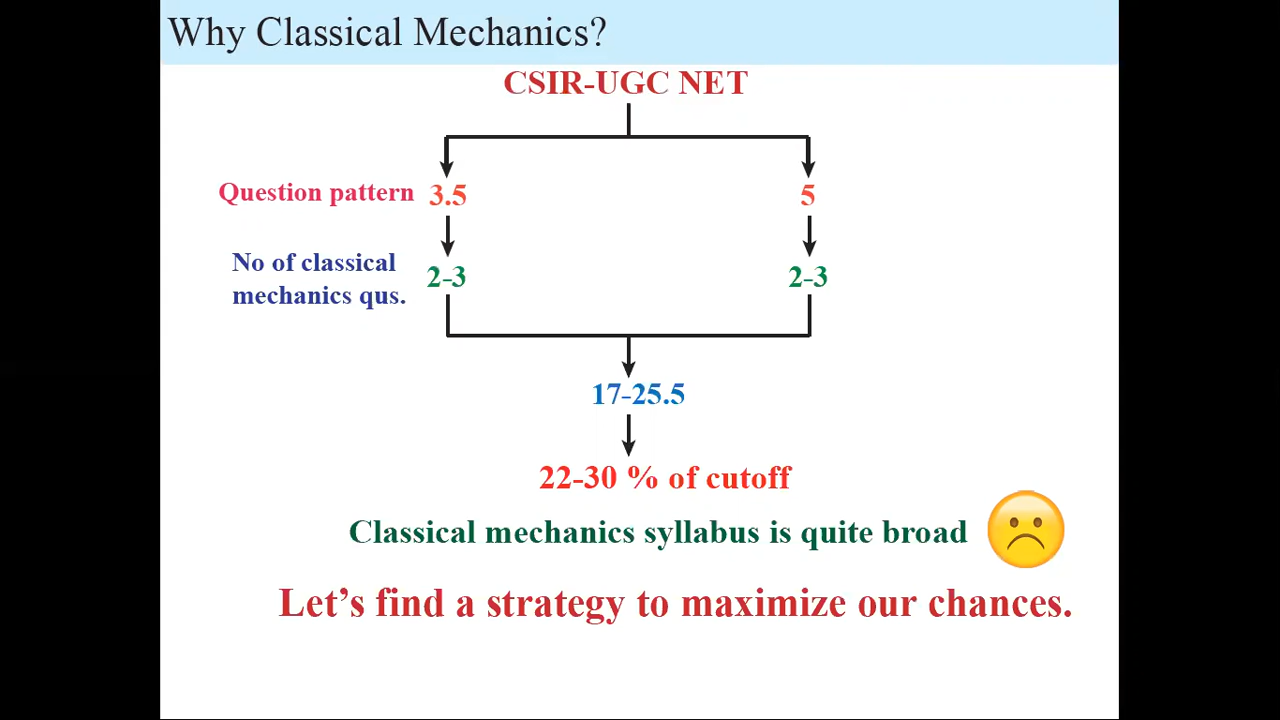 Why Classical Mechanics?
CSIR-UGC NET
Question pattern 3.5 5
No of classical
mechanics qus. 2-3 2-3
17-25.5
22-30 % of cutoff
Classical mechanics syllabus is quite broad
Let’s find a strategy to maximize our chances.